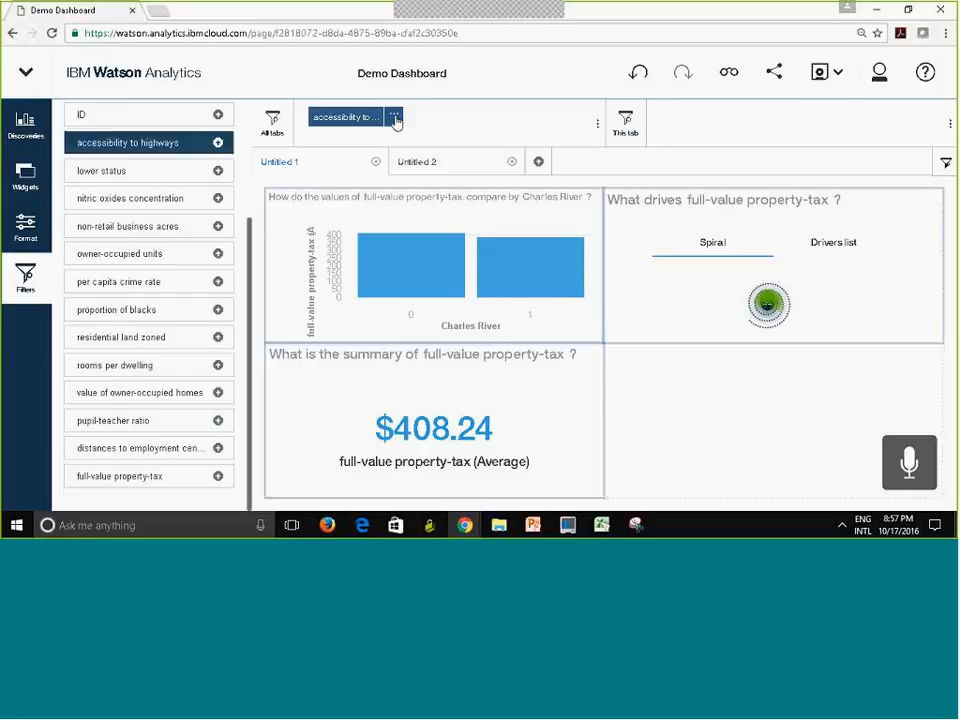 Demo Dashboard
https://watson.analytics.ibmcloud.com/page/f2818072-d8da-4875-89ba-cfaf2c30350e
IBM Watson Analytics
Demo Dashboard
Discoveries
Widgets
Format
Filters
ID
accessibility to highways
lower status
nitric oxides concentration
non-retail business acres
owner-occupied units
per capita crime rate
proportion of blacks
residential land zoned
rooms per dwelling
value of owner-occupied homes
pupil-teacher ratio
distances to employment cen...
full-value property-tax
All tabs
accessibility to ...
This tab
Untitled 1
Untitled 2
How do the values of full-value property-tax compare by Charles River ?
full-value property-tax (A
400
350
300
250
200
150
100
50
0
0
1
Charles River
What drives full-value property-tax ?
Spiral
Drivers list
What is the summary of full-value property-tax ?
$408.24
full-value property-tax (Average)
Ask me anything
ENG
INTL
8:57 PM
10/17/2016